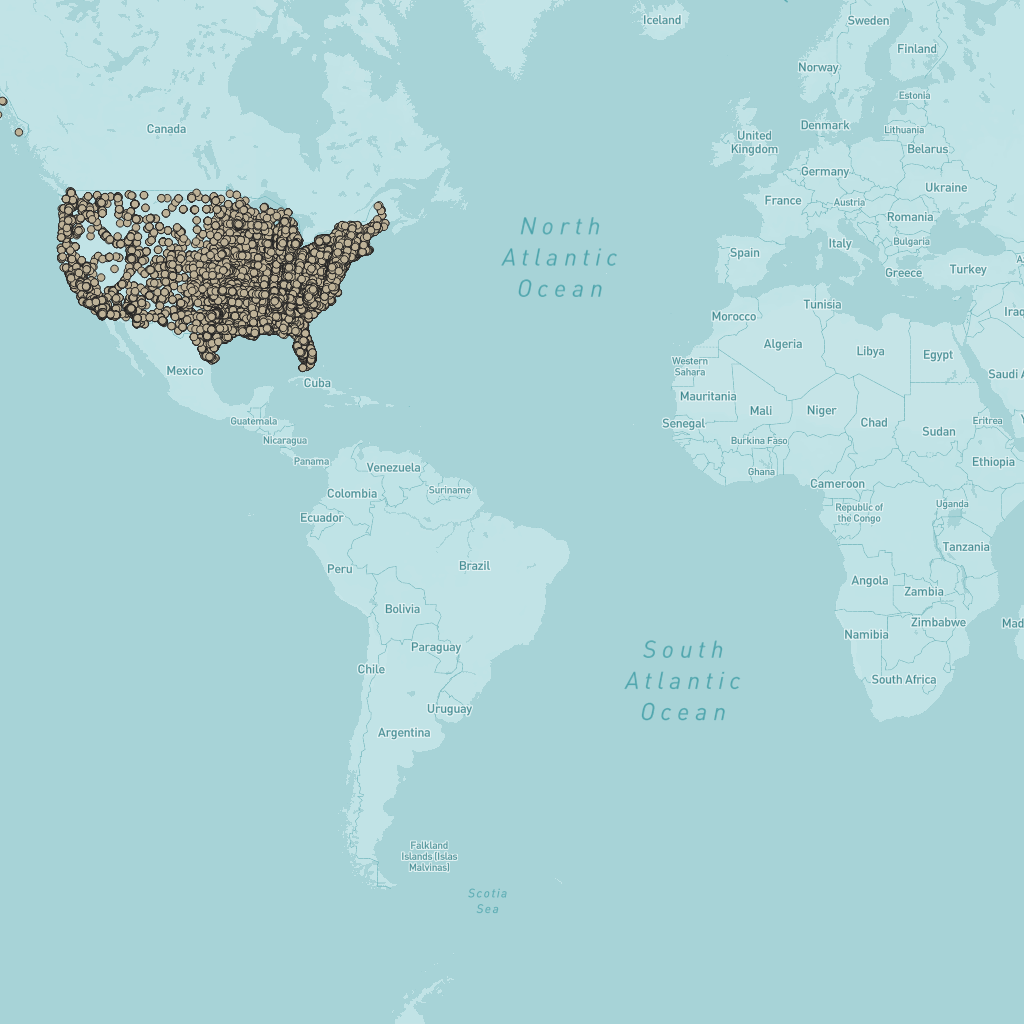 Iceland
Sweden
Finland
Norway
Estonia
Canada
Denmark
Lithuania
United
Kingdom
Belarus
Germany
Ukraine
France
Austria
Romania
North
Atlantic
Ocean
Italy
Bulgaria
Spain
Greece
Turkey
Tunisia
Iraq
Morocco
Algeria
Libya
Egypt
Western
Sahara
Mexico
Cuba
Saudi A
Mauritania
Mali
Niger
Chad
Sudan
Eritrea
Guatemala
Senegal
Nicaragua
Burkina Faso
Panama
Venezuela
Ghana
Ethiopia
Cameroon
Colombia
Suriname
Uganda
Republic of
the Congo
Ecuador
Tanzania
Peru
Brazil
Angola
Zambia
Bolivia
Zimbabwe
Mad
Namibia
Paraguay
South
Atlantic
Ocean
Chile
South Africa
Uruguay
Argentina
Falkland
Islands (Islas
Malvinas)
Scotia
Sea